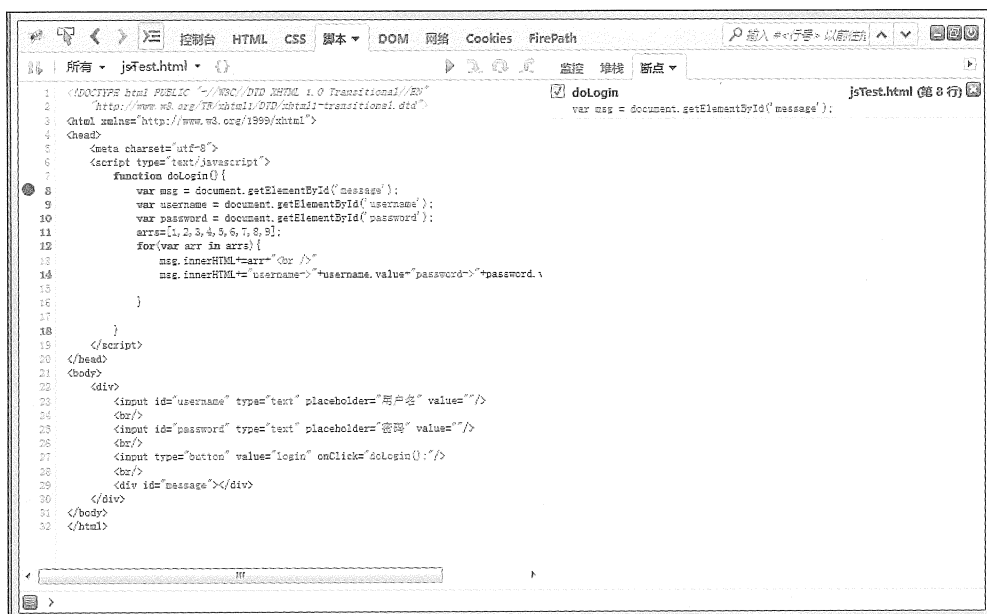 控制台 HTML CSS 脚本 DOM 网络 Cookies FirePath
输入 #<行号> 以前往
所有 jsTest.html {} 监控 堆栈 断点
1 <!DOCTYPE html PUBLIC "-//W3C//DTD XHTML 1.0 Transitional//EN"
2 "http://www.w3.org/TR/xhtml1/DTD/xhtml1-transitional.dtd">
3 <html xmlns="http://www.w3.org/1999/xhtml">
4 <head>
5 <meta charset="utf-8">
6 <script type="text/javascript">
7 function doLogin(){
8 var msg = document.getElementById('message');
9 var username = document.getElementById('username');
10 var password = document.getElementById('password');
11 arrs=[1,2,3,4,5,6,7,8,9];
12 for(var arr in arrs){
13 msg.innerHTML+=arr+"<br />"
14 msg.innerHTML+="username->"+username.value+"password->"+password.v
15
16 }
17
18 }
19 </script>
20 </head>
21 <body>
22 <div>
23 <input id="username" type="text" placeholder="用户名" value=""/>
24 <br/>
25 <input id="password" type="text" placeholder="密码" value=""/>
26 <br/>
27 <input type="button" value="login" onClick="doLogin();"/>
28 <br/>
29 <div id="message"></div>
30 </div>
31 </body>
32 </html>
doLogin jsTest.html (第 8 行)
var msg = document.getElementById('message');